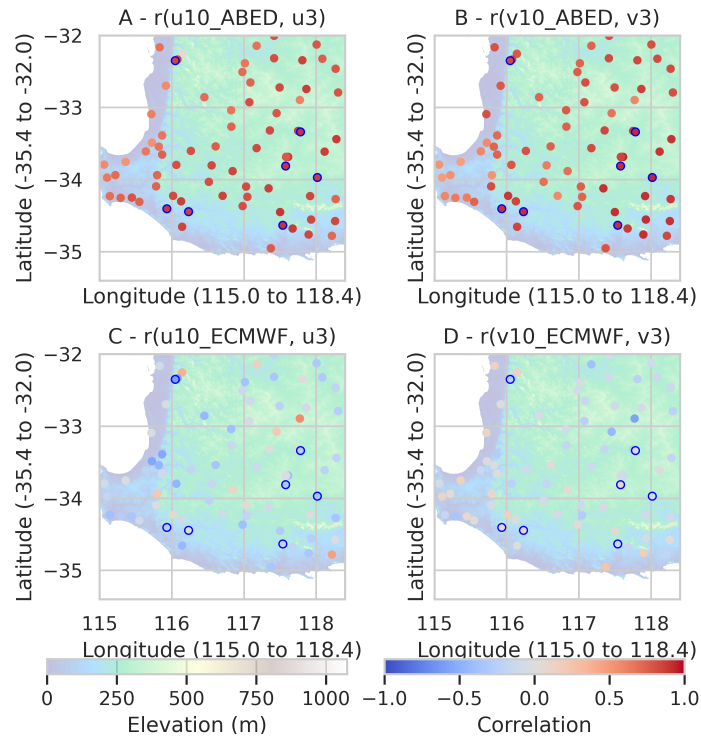 A - r(u10_ABED, u3)
B - r(v10_ABED, v3)
Latitude (-35.4 to -32.0)
−32
−33
−34
−35
Longitude (115.0 to 118.4)
Latitude (-35.4 to -32.0)
−32
−33
−34
−35
Longitude (115.0 to 118.4)
C - r(u10_ECMWF, u3)
D - r(v10_ECMWF, v3)
Latitude (-35.4 to -32.0)
−32
−33
−34
−35
115 116 117 118
Longitude (115.0 to 118.4)
Latitude (-35.4 to -32.0)
−32
−33
−34
−35
115 116 117 118
Longitude (115.0 to 118.4)
0 250 500 750 1000
Elevation (m)
−1.0 −0.5 0.0 0.5 1.0
Correlation